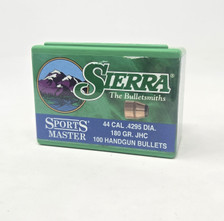 SIERRA
The Bulletsmiths
SPORTS MASTER
44 CAL .4295 DIA.
180 GR. JHC
100 HANDGUN BULLETS